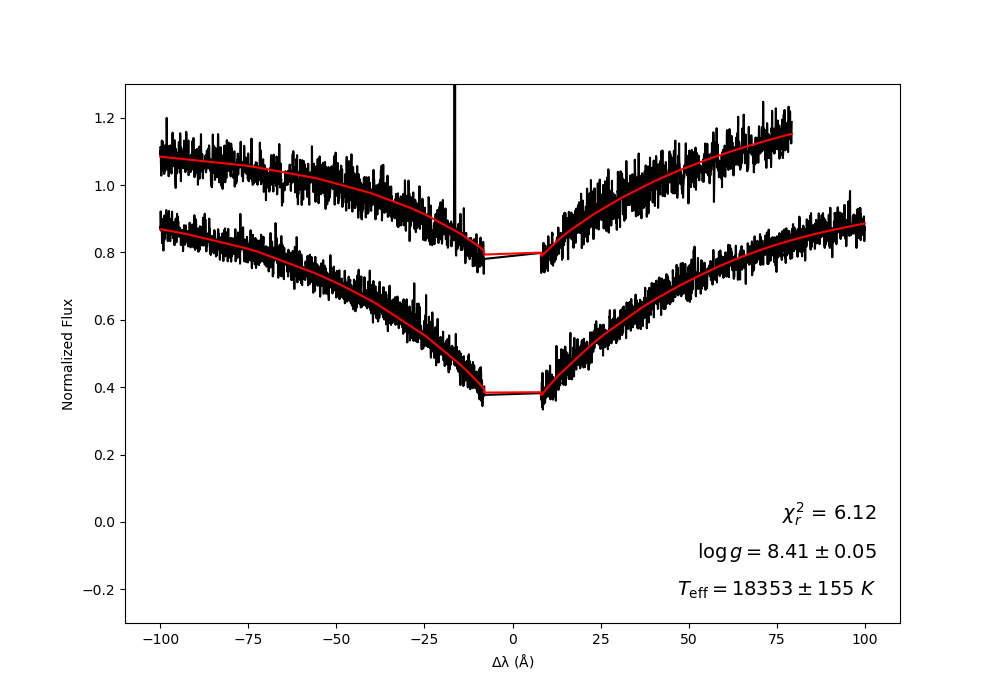 1.2
1.0
0.8
0.6
0.4
0.2
0.0
−0.2
Normalized Flux
χ²ᵣ = 6.12
log g = 8.41 ± 0.05
T_eff = 18353 ± 155 K
−100 −75 −50 −25 0 25 50 75 100
Δλ (Å)